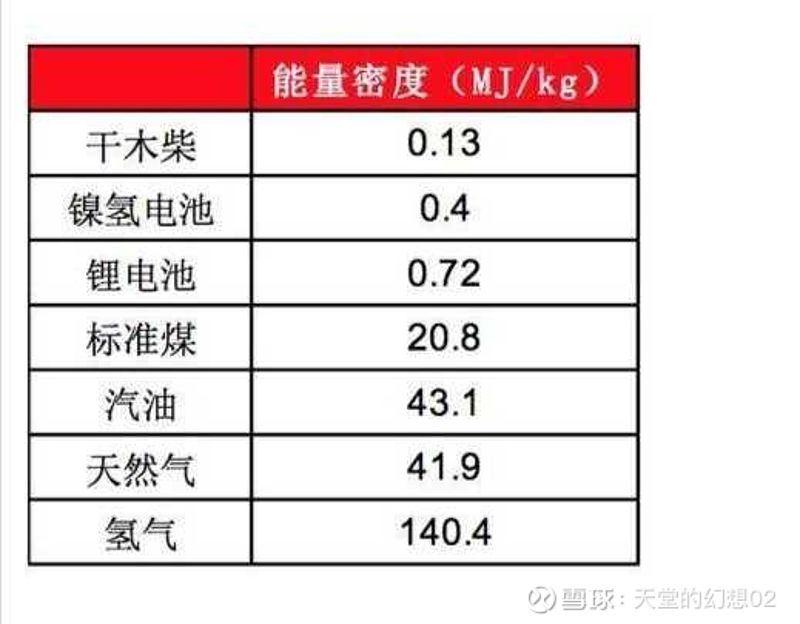 能量密度（MJ/kg）
干木柴 0.13
镍氢电池 0.4
锂电池 0.72
标准煤 20.8
汽油 43.1
天然气 41.9
氢气 140.4
雪球：天堂的幻想02